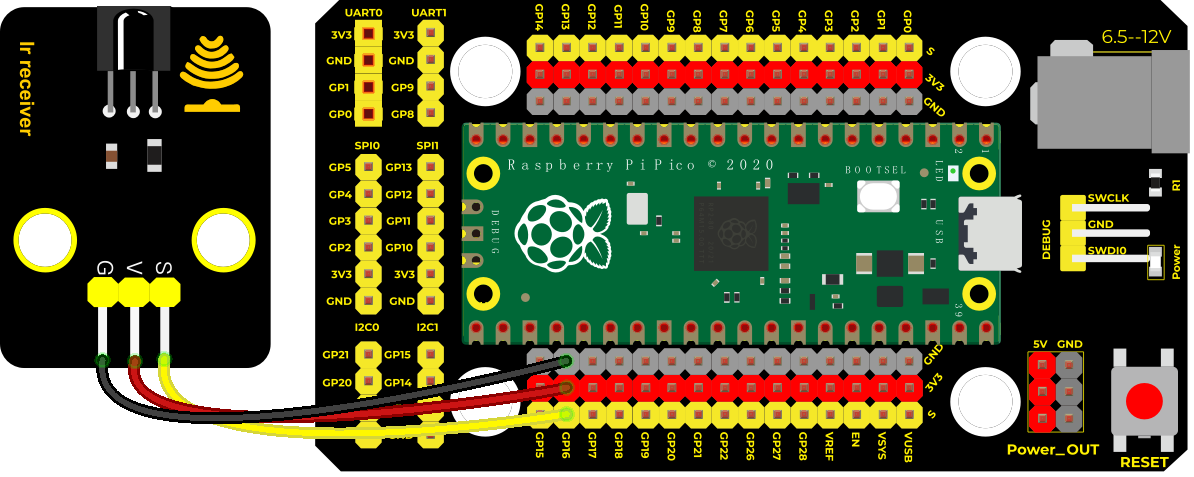 Ir receiver
G V S
UART0 UART1
3V3 3V3
GND GND
GP1 GP9
GP0 GP8
SPI0 SPI1
GP5 GP13
GP4 GP12
GP3 GP11
GP2 GP10
3V3 3V3
GND GND
I2C0 I2C1
GP21 GP15
GP20 GP14
GP14 GP13 GP12 GP11 GP10 GP9 GP8 GP7 GP6 GP5 GP4 GP3 GP2 GP1 GP0
S
3V3
GND
Raspberry Pi Pico © 2020
BOOTSEL
LED
2 1
DEBUG
USB
39
GND
3V3
S
GP15 GP16 GP17 GP18 GP19 GP20 GP21 GP22 GP26 GP27 GP28 VREF EN VSYS VUSB
6.5--12V
R1
SWCLK
GND
SWDI0
DEBUG
Power
5V GND
Power_OUT
RESET